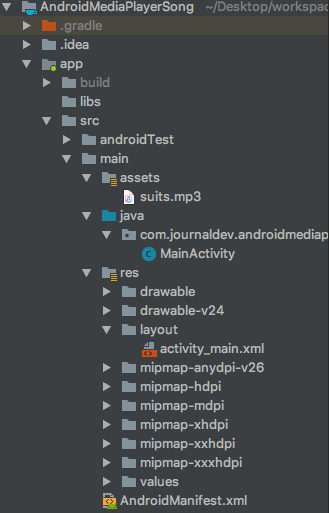 AndroidMediaPlayerSong ~/Desktop/workspa
.gradle
.idea
app
build
libs
src
androidTest
main
assets
suits.mp3
java
com.journaldev.androidmediap
MainActivity
res
drawable
drawable-v24
layout
activity_main.xml
mipmap-anydpi-v26
mipmap-hdpi
mipmap-mdpi
mipmap-xhdpi
mipmap-xxhdpi
mipmap-xxxhdpi
values
AndroidManifest.xml